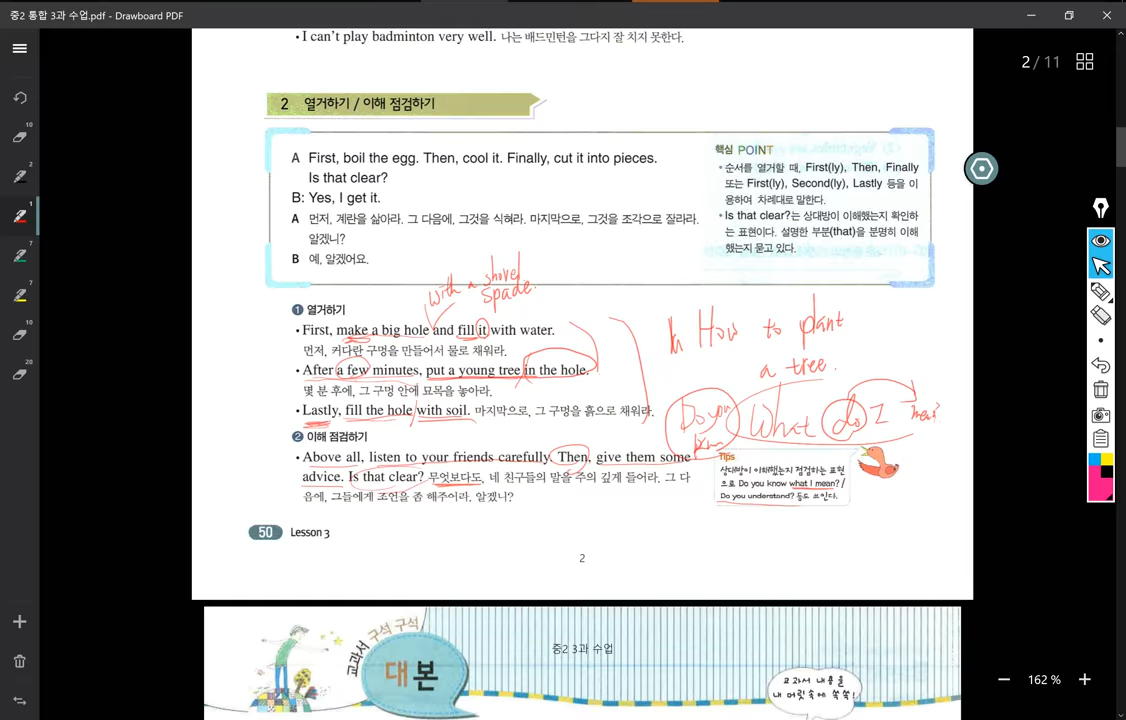 중2 통합 3과 수업.pdf - Drawboard PDF
• I can't play badminton very well. 나는 배드민턴을 그다지 잘 치지 못한다.
2 / 11
2 열거하기 / 이해 점검하기
A First, boil the egg. Then, cool it. Finally, cut it into pieces.
Is that clear?
B: Yes, I get it.
A 먼저, 계란을 삶아라. 그 다음에, 그것을 식혀라. 마지막으로, 그것을 조각으로 잘라라.
알겠니?
B 예, 알겠어요.
핵심 POINT
• 순서를 열거할 때, First(ly), Then, Finally
또는 First(ly), Second(ly), Lastly 등을 이
용하여 차례대로 말한다.
• Is that clear?는 상대방이 이해했는지 확인하
는 표현이다. 설명한 부분(that)을 분명히 이해
했는지 묻고 있다.
with a shovel
spade.
1 열거하기
• First, make a big hole and fill it with water.
먼저, 커다란 구멍을 만들어서 물로 채워라.
• After a few minutes, put a young tree in the hole.
몇 분 후에, 그 구멍 안에 묘목을 놓아라.
• Lastly, fill the hole with soil. 마지막으로, 그 구멍을 흙으로 채워라.
How to plant
a tree.
Do you
know
What do I
mean?
2 이해 점검하기
• Above all, listen to your friends carefully. Then, give them some
advice. Is that clear? 무엇보다도, 네 친구들의 말을 주의 깊게 들어라. 그 다
음에, 그들에게 조언을 좀 해주어라. 알겠니?
Tips
상대방이 이해했는지 점검하는 표현
으로 Do you know what I mean? /
Do you understand? 등도 쓰인다.
50 Lesson 3
2
교과서 구석구석
대본
중2 3과 수업
교과서 내용을
내 머릿속에 쏙쏙!
162 %
10
2
1
7
7
10
20